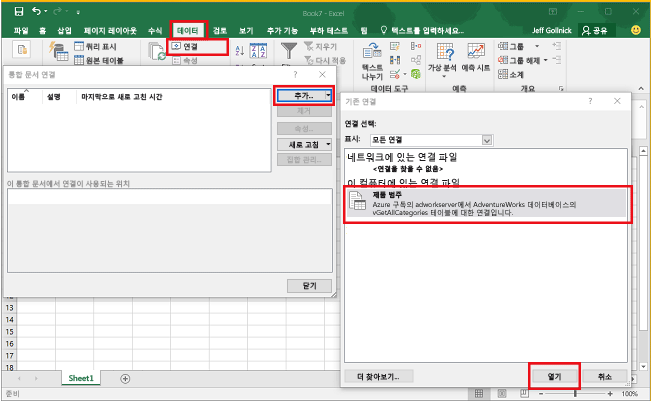 Book7 - Excel
파일 홈 삽입 페이지 레이아웃 수식 데이터 검토 보기 추가 기능 부하 테스트 팀 텍스트를 입력하세요... Jeff Gollnick 공유
쿼리 표시
원본 테이블
연결
속성
지우기
다시 적용
텍스트
나누기
데이터 도구
가상 분석
예측 시트
예측
그룹
그룹 해제
소계
개요
통합 문서 연결
이름 설명 마지막으로 새로 고친 시간
추가...
제거
속성...
새로 고침
집합 관리...
이 통합 문서에서 연결이 사용되는 위치
닫기
기존 연결
연결 선택:
표시: 모든 연결
네트워크에 있는 연결 파일
<연결을 찾을 수 없음>
이 컴퓨터에 있는 연결 파일
제품 범주
Azure 구독의 adworkserver에서 AdventureWorks 데이터베이스의
vGetAllCategories 테이블에 대한 연결입니다.
더 찾아보기...
열기
취소
13
14
15
16
17
18
Sheet1
준비
100%